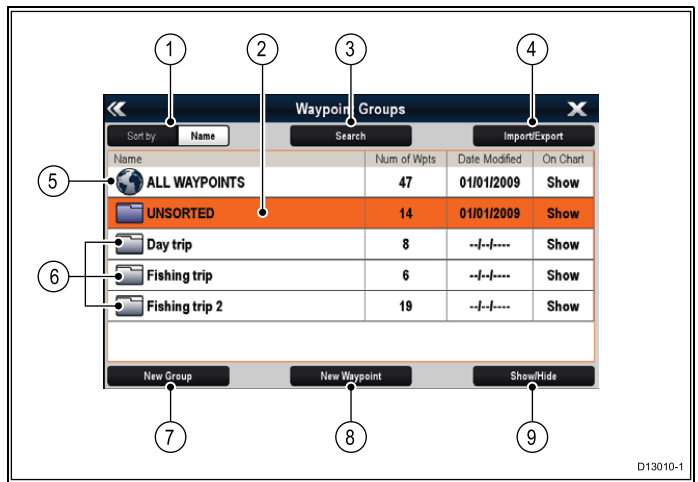 1 2 3 4
Waypoint Groups
Sort by: Name Search Import/Export
Name Num of Wpts Date Modified On Chart
5 ALL WAYPOINTS 47 01/01/2009 Show
UNSORTED 14 01/01/2009 Show
Day trip 8 --/--/---- Show
6 Fishing trip 6 --/--/---- Show
Fishing trip 2 19 --/--/---- Show
New Group New Waypoint Show/Hide
7 8 9
D13010-1